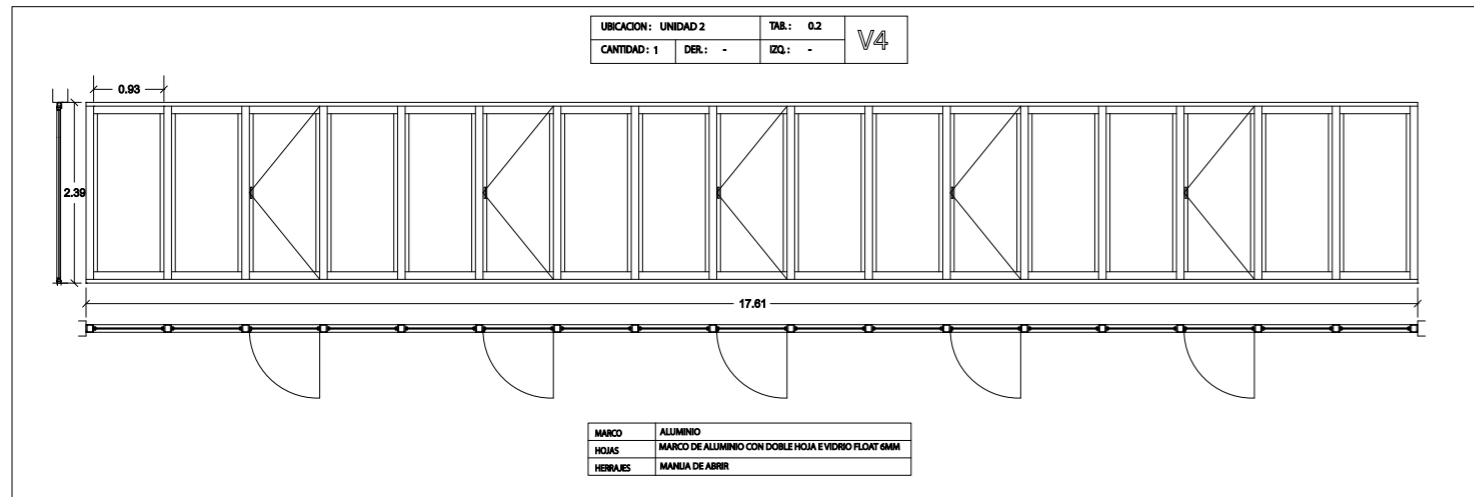 UBICACION: UNIDAD 2 TAB.: 0.2 V4
CANTIDAD: 1 DER.: - IZQ.: -
0.93
2.39
17.61
MARCO ALUMINIO
HOJAS MARCO DE ALUMINIO CON DOBLE HOJA E VIDRIO FLOAT 6MM
HERRAJES MANIJA DE ABRIR